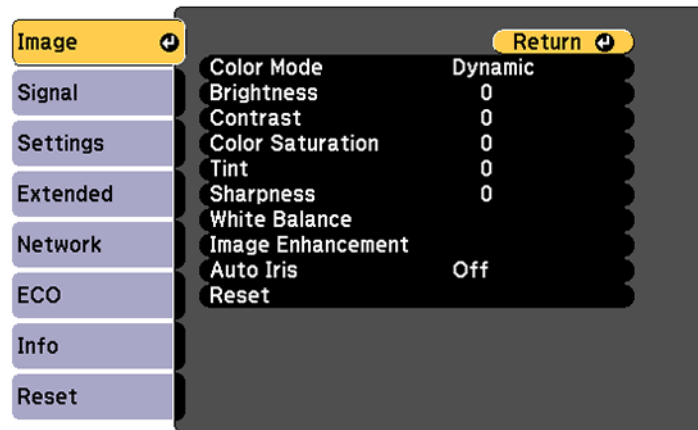 Image
Signal
Settings
Extended
Network
ECO
Info
Reset
Return
Color Mode Dynamic
Brightness 0
Contrast 0
Color Saturation 0
Tint 0
Sharpness 0
White Balance
Image Enhancement
Auto Iris Off
Reset